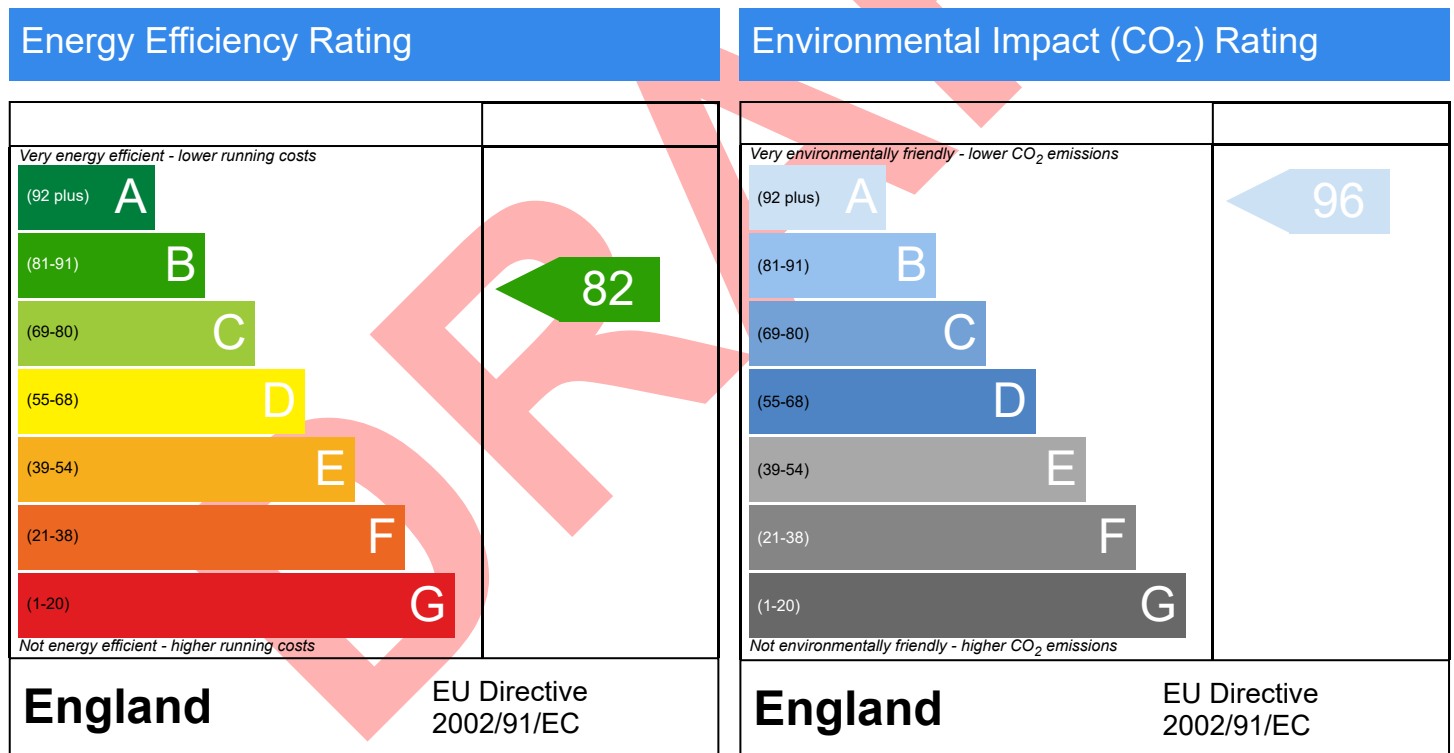 Energy Efficiency Rating
Very energy efficient - lower running costs
(92 plus) A
(81-91) B
(69-80) C
(55-68) D
(39-54) E
(21-38) F
(1-20) G
82
Not energy efficient - higher running costs
England
EU Directive
2002/91/EC
Environmental Impact (CO₂) Rating
Very environmentally friendly - lower CO₂ emissions
(92 plus) A
(81-91) B
(69-80) C
(55-68) D
(39-54) E
(21-38) F
(1-20) G
96
Not environmentally friendly - higher CO₂ emissions
England
EU Directive
2002/91/EC